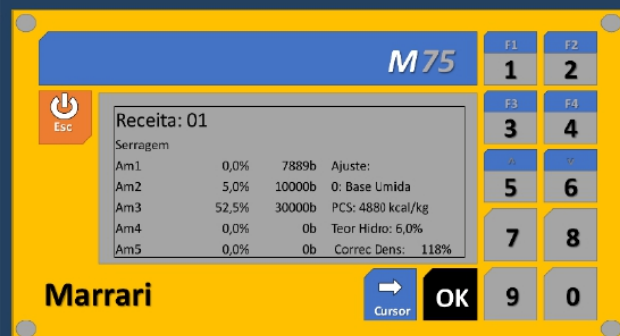 M75
F1
F2
1
2
Esc
F3
F4
3
4
Receita: 01
Serragem
Am1 0,0% 7889b Ajuste:
Am2 5,0% 10000b 0: Base Umida
Am3 52,5% 30000b PCS: 4880 kcal/kg
Am4 0,0% 0b Teor Hidro: 6,0%
Am5 0,0% 0b Correc Dens: 118%
5
6
7
8
Marrari
Cursor
OK
9
0